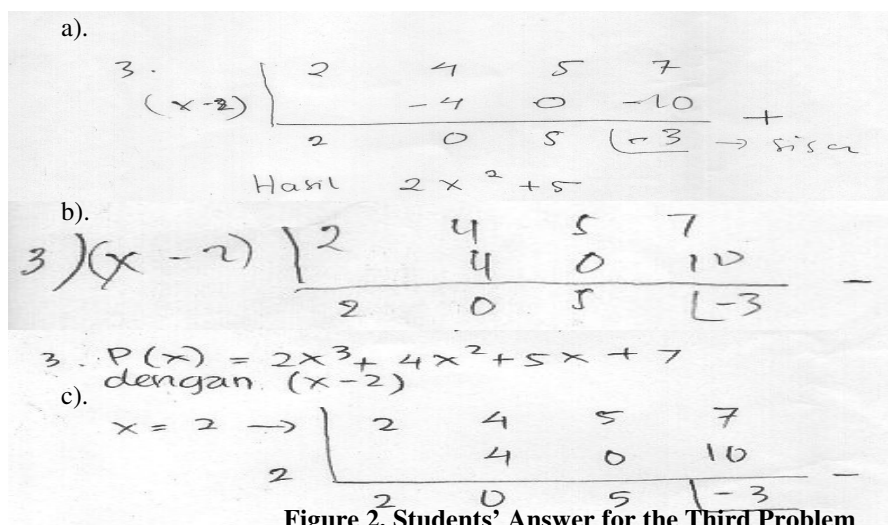 a).
3. 2 4 5 7
(x-2) -4 0 -10 +
2 0 5 -3 → sisa
Hasil 2x² + 5
b).
3) (x - 2) 2 4 5 7
4 0 10 -
2 0 5 -3
3. P(x) = 2x³ + 4x² + 5x + 7
dengan (x-2)
c).
x = 2 → 2 4 5 7
2 4 0 10 -
2 0 5 -3
Figure 2. Students' Answer for the Third Problem